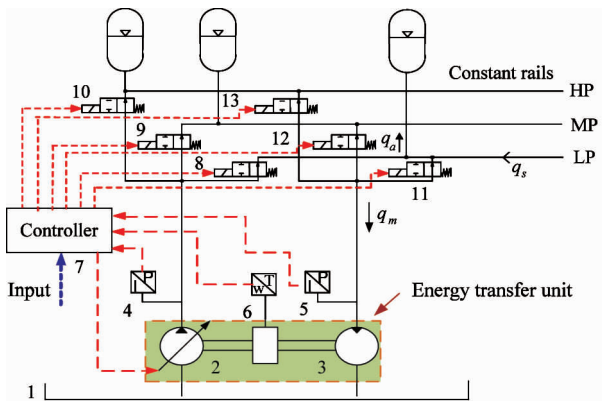 10
13
Constant rails
HP
9
12
MP
8
qa
LP
11
qs
Controller
qm
7
Input
4
P
I
T
w
6
P
I
5
Energy transfer unit
2
3
1